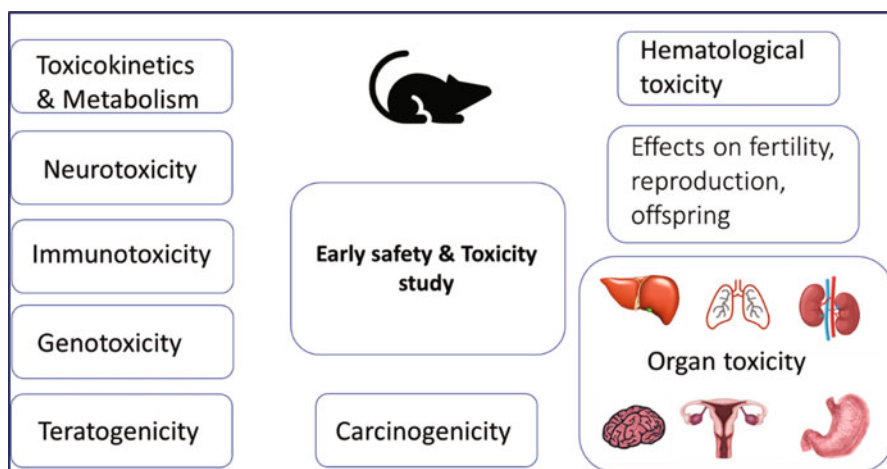 Toxicokinetics
& Metabolism
Neurotoxicity
Immunotoxicity
Genotoxicity
Teratogenicity
Early safety & Toxicity
study
Carcinogenicity
Hematological
toxicity
Effects on fertility,
reproduction,
offspring
Organ toxicity